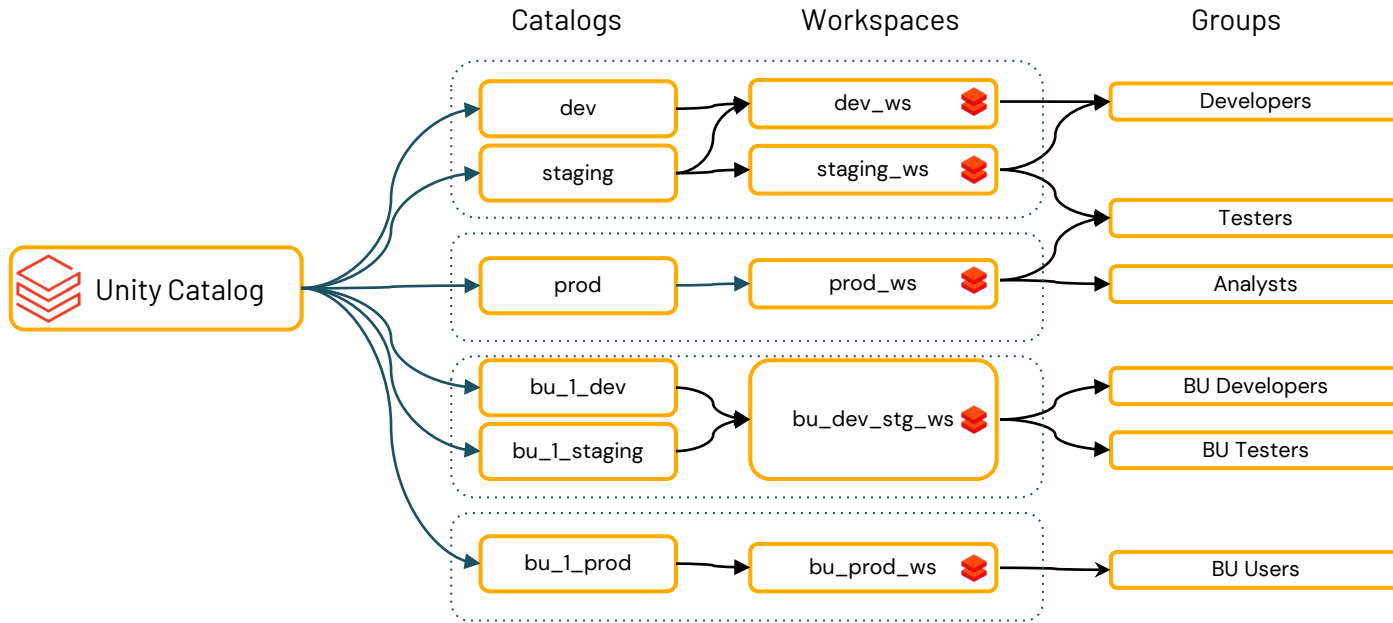 Catalogs Workspaces Groups
dev dev_ws Developers
staging staging_ws
Testers
Unity Catalog
prod prod_ws Analysts
bu_1_dev BU Developers
bu_dev_stg_ws
bu_1_staging BU Testers
bu_1_prod bu_prod_ws BU Users